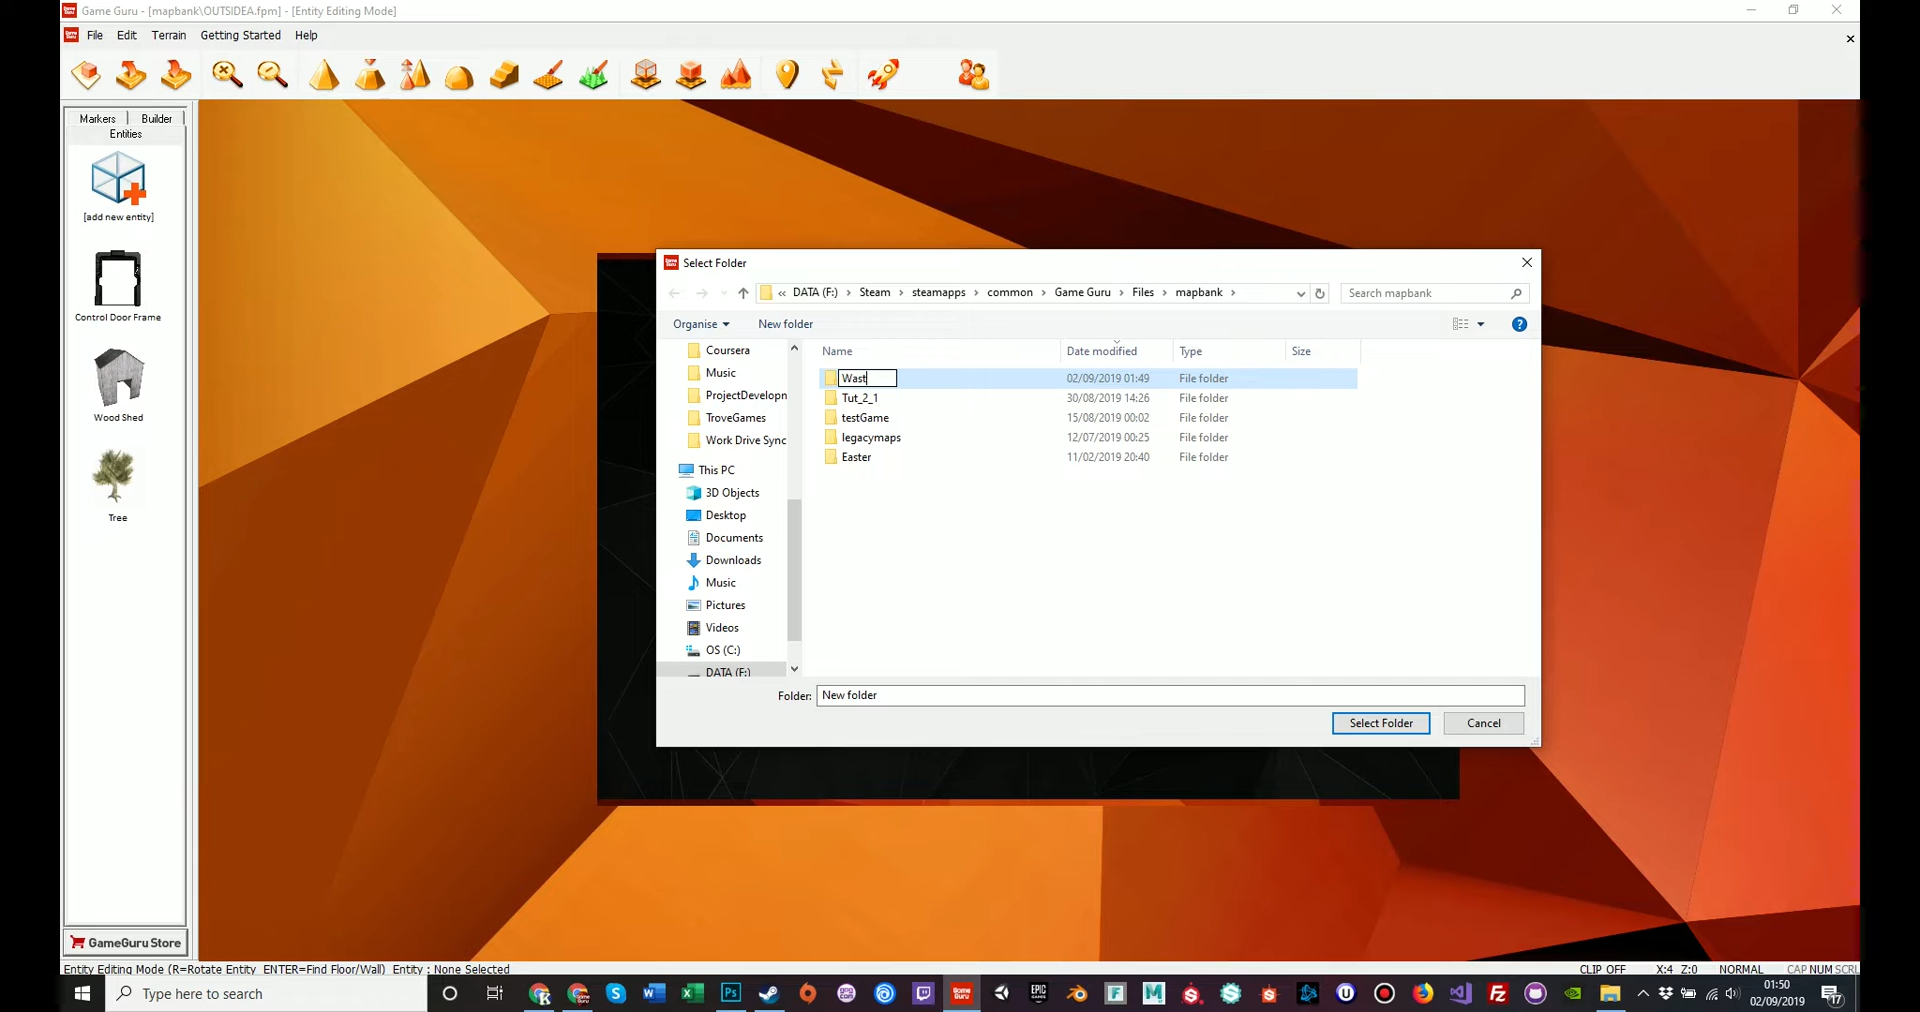 Game Guru - [mapbank\OUTSIDEA.fpm] - [Entity Editing Mode]
File Edit Terrain Getting Started Help
Markers Builder
Entities
[add new entity]
Control Door Frame
Wood Shed
Tree
GameGuru Store
Select Folder
« DATA (F:) > Steam > steamapps > common > Game Guru > Files > mapbank >
Search mapbank
Organise New folder
Name Date modified Type Size
Coursera
Music
ProjectDevelopn
TroveGames
Work Drive Sync
This PC
3D Objects
Desktop
Documents
Downloads
Music
Pictures
Videos
OS (C:)
DATA (F:)
Wast 02/09/2019 01:49 File folder
Tut_2_1 30/08/2019 14:26 File folder
testGame 15/08/2019 00:02 File folder
legacymaps 12/07/2019 00:25 File folder
Easter 11/02/2019 20:40 File folder
Folder: New folder
Select Folder Cancel
Entity Editing Mode (R=Rotate Entity ENTER=Find Floor/Wall) Entity : None Selected
CLIP OFF X:4 Z:0 NORMAL CAP NUM SCRL
Type here to search
01:50
02/09/2019
17